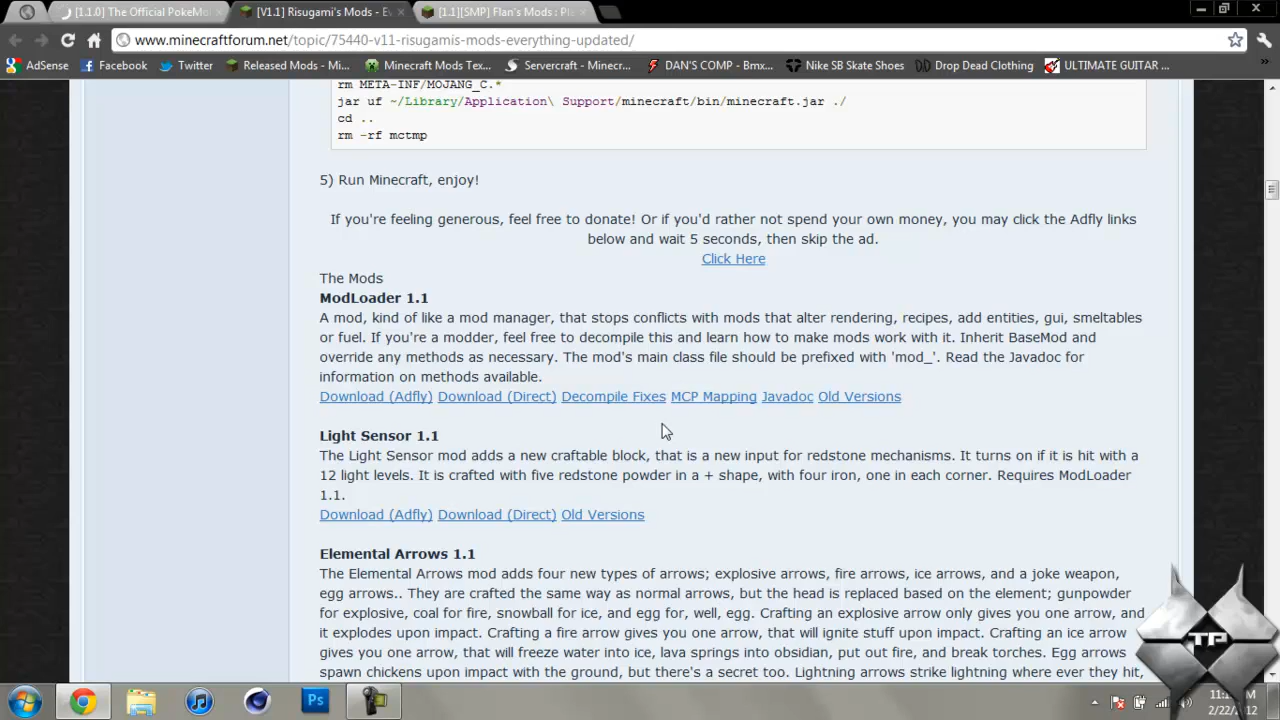 [1.1.0] The Official PokeMo
[V1.1] Risugami's Mods - Ev
[1.1][SMP] Flan's Mods : Pla
www.minecraftforum.net/topic/75440-v11-risugamis-mods-everything-updated/
AdSense
Facebook
Twitter
Released Mods - Mi...
Minecraft Mods Tex...
Servercraft - Minecr...
DAN'S COMP - Bmx...
Nike SB Skate Shoes
Drop Dead Clothing
ULTIMATE GUITAR ...
rm META-INF/MOJANG_C.*
jar uf ~/Library/Application\ Support/minecraft/bin/minecraft.jar ./
cd ..
rm -rf mctmp
5) Run Minecraft, enjoy!
If you're feeling generous, feel free to donate! Or if you'd rather not spend your own money, you may click the Adfly links
below and wait 5 seconds, then skip the ad.
Click Here
The Mods
ModLoader 1.1
A mod, kind of like a mod manager, that stops conflicts with mods that alter rendering, recipes, add entities, gui, smeltables
or fuel. If you're a modder, feel free to decompile this and learn how to make mods work with it. Inherit BaseMod and
override any methods as necessary. The mod's main class file should be prefixed with 'mod_'. Read the Javadoc for
information on methods available.
Download (Adfly) Download (Direct) Decompile Fixes MCP Mapping Javadoc Old Versions
Light Sensor 1.1
The Light Sensor mod adds a new craftable block, that is a new input for redstone mechanisms. It turns on if it is hit with a
12 light levels. It is crafted with five redstone powder in a + shape, with four iron, one in each corner. Requires ModLoader
1.1.
Download (Adfly) Download (Direct) Old Versions
Elemental Arrows 1.1
The Elemental Arrows mod adds four new types of arrows; explosive arrows, fire arrows, ice arrows, and a joke weapon,
egg arrows.. They are crafted the same way as normal arrows, but the head is replaced based on the element; gunpowder
for explosive, coal for fire, snowball for ice, and egg for, well, egg. Crafting an explosive arrow only gives you one arrow, and
it explodes upon impact. Crafting a fire arrow gives you one arrow, that will ignite stuff upon impact. Crafting an ice arrow
gives you one arrow, that will freeze water into ice, lava springs into obsidian, put out fire, and break torches. Egg arrows
spawn chickens upon impact with the ground, but there's a secret too. Lightning arrows strike lightning where ever they hit,
TP
Ps
2/22/2012